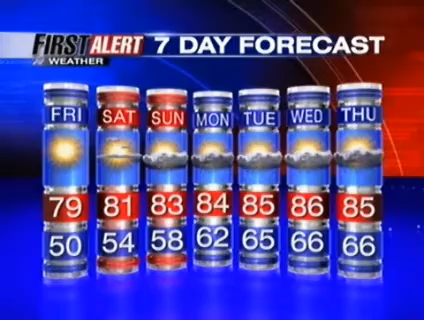 FIRST ALERT 7 DAY FORECAST
WEATHER
FRI SAT SUN MON TUE WED THU
79 81 83 84 85 86 85
50 54 58 62 65 66 66